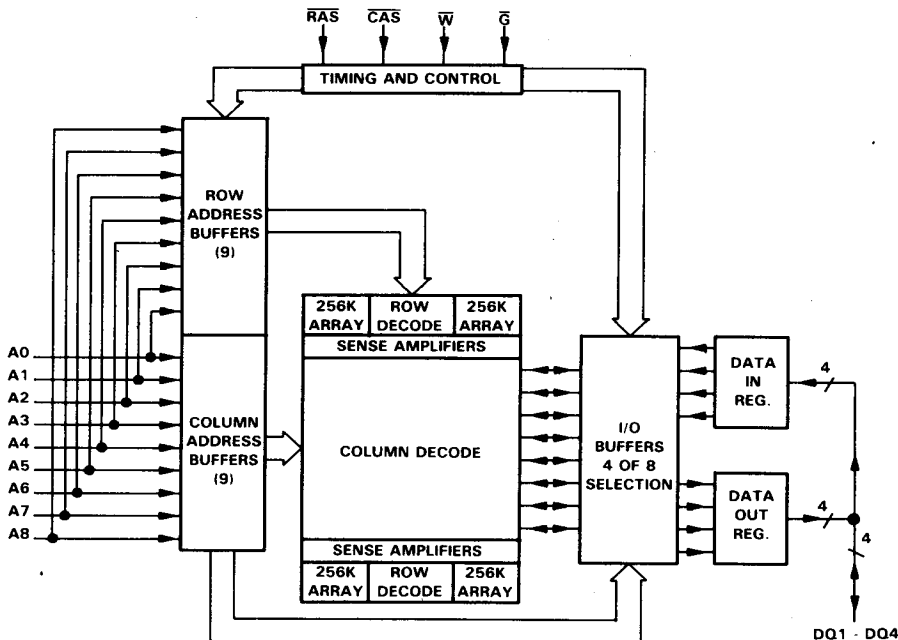 R̅A̅S̅ C̅A̅S̅ W̅ G̅
TIMING AND CONTROL
ROW
ADDRESS
BUFFERS
(9)
256K
ARRAY
ROW
DECODE
256K
ARRAY
SENSE AMPLIFIERS
A0
A1
A2
A3
A4
A5
A6
A7
A8
COLUMN
ADDRESS
BUFFERS
(9)
COLUMN DECODE
I/O
BUFFERS
4 OF 8
SELECTION
DATA
IN
REG.
4
DATA
OUT
REG.
4
4
SENSE AMPLIFIERS
256K
ARRAY
ROW
DECODE
256K
ARRAY
DQ1 - DQ4